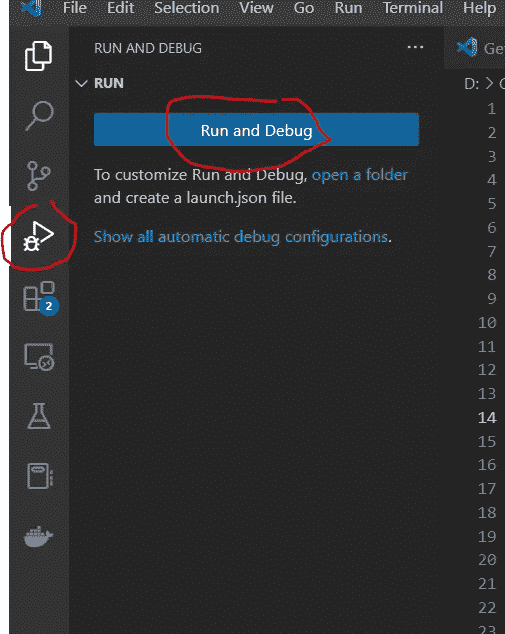 File Edit Selection View Go Run Terminal Help
RUN AND DEBUG ...
Get
RUN
D: >
Run and Debug
To customize Run and Debug, open a folder
and create a launch.json file.
Show all automatic debug configurations.
2
1
2
3
4
5
6
7
8
9
10
11
12
13
14
15
16
17
18
19
20
21
22
23